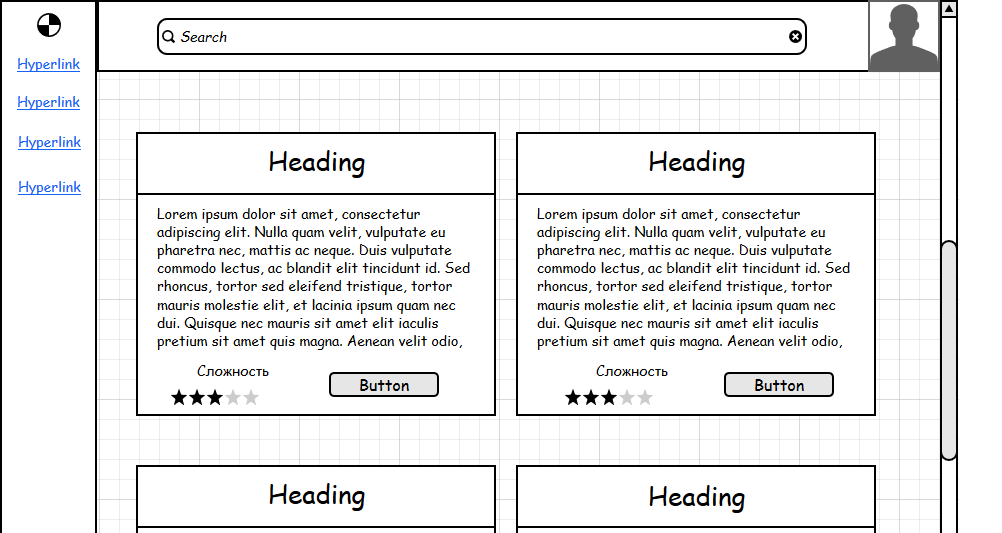 Search
Hyperlink
Hyperlink
Hyperlink
Hyperlink
Heading
Lorem ipsum dolor sit amet, consectetur
adipiscing elit. Nulla quam velit, vulputate eu
pharetra nec, mattis ac neque. Duis vulputate
commodo lectus, ac blandit elit tincidunt id. Sed
rhoncus, tortor sed eleifend tristique, tortor
mauris molestie elit, et lacinia ipsum quam nec
dui. Quisque nec mauris sit amet elit iaculis
pretium sit amet quis magna. Aenean velit odio,
Сложность
Button
Heading
Lorem ipsum dolor sit amet, consectetur
adipiscing elit. Nulla quam velit, vulputate eu
pharetra nec, mattis ac neque. Duis vulputate
commodo lectus, ac blandit elit tincidunt id. Sed
rhoncus, tortor sed eleifend tristique, tortor
mauris molestie elit, et lacinia ipsum quam nec
dui. Quisque nec mauris sit amet elit iaculis
pretium sit amet quis magna. Aenean velit odio,
Сложность
Button
Heading
Heading